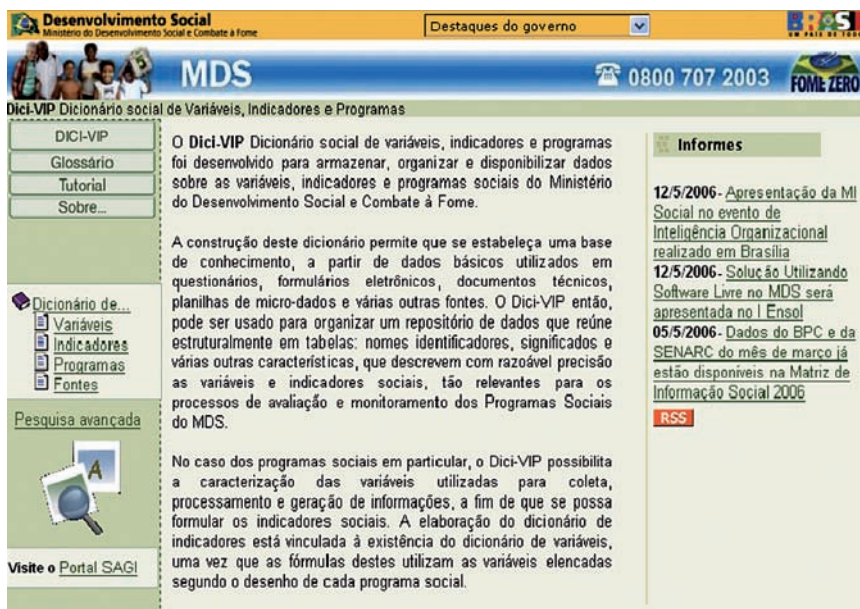 Desenvolvimento Social
Ministério do Desenvolvimento Social e Combate à Fome
Destaques do governo
BRASIL
UM PAÍS DE TODOS
MDS
0800 707 2003
FOME ZERO
Dici-VIP Dicionário social de Variáveis, Indicadores e Programas
DICI-VIP
Glossário
Tutorial
Sobre...
Dicionário de...
Variáveis
Indicadores
Programas
Fontes
Pesquisa avançada
A
Visite o Portal SAGI
O Dici-VIP Dicionário social de variáveis, indicadores e programas
foi desenvolvido para armazenar, organizar e disponibilizar dados
sobre as variáveis, indicadores e programas sociais do Ministério
do Desenvolvimento Social e Combate à Fome.
A construção deste dicionário permite que se estabeleça uma base
de conhecimento, a partir de dados básicos utilizados em
questionários, formulários eletrônicos, documentos técnicos,
planilhas de micro-dados e várias outras fontes. O Dici-VIP então,
pode ser usado para organizar um repositório de dados que reúne
estruturalmente em tabelas: nomes identificadores, significados e
várias outras características, que descrevem com razoável precisão
as variáveis e indicadores sociais, tão relevantes para os
processos de avaliação e monitoramento dos Programas Sociais
do MDS.
No caso dos programas sociais em particular, o Dici-VIP possibilita
a caracterização das variáveis utilizadas para coleta,
processamento e geração de informações, a fim de que se possa
formular os indicadores sociais. A elaboração do dicionário de
indicadores está vinculada à existência do dicionário de variáveis,
uma vez que as fórmulas destes utilizam as variáveis elencadas
segundo o desenho de cada programa social.
Informes
12/5/2006- Apresentação da MI
Social no evento de
Inteligência Organizacional
realizado em Brasília
12/5/2006- Solução Utilizando
Software Livre no MDS será
apresentada no I Ensol
05/5/2006- Dados do BPC e da
SENARC do mês de março já
estão disponíveis na Matriz de
Informação Social 2006
RSS